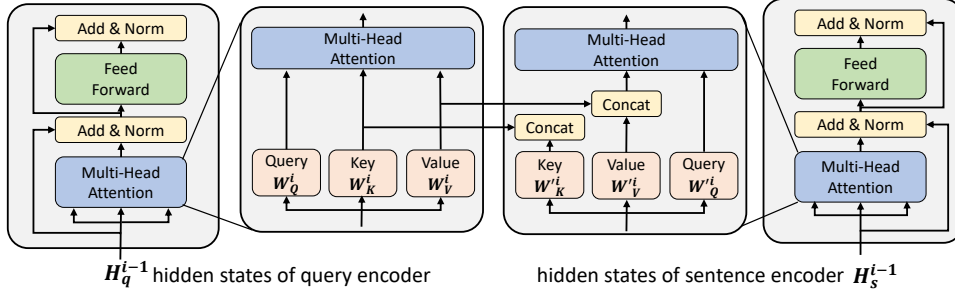 Add & Norm
Feed
Forward
Add & Norm
Multi-Head
Attention
Multi-Head
Attention
Query
W_Q^i
Key
W_K^i
Value
W_V^i
Multi-Head
Attention
Concat
Concat
Key
W'_K^i
Value
W'_V^i
Query
W'_Q^i
Add & Norm
Feed
Forward
Add & Norm
Multi-Head
Attention
H_q^{i-1} hidden states of query encoder
hidden states of sentence encoder H_s^{i-1}